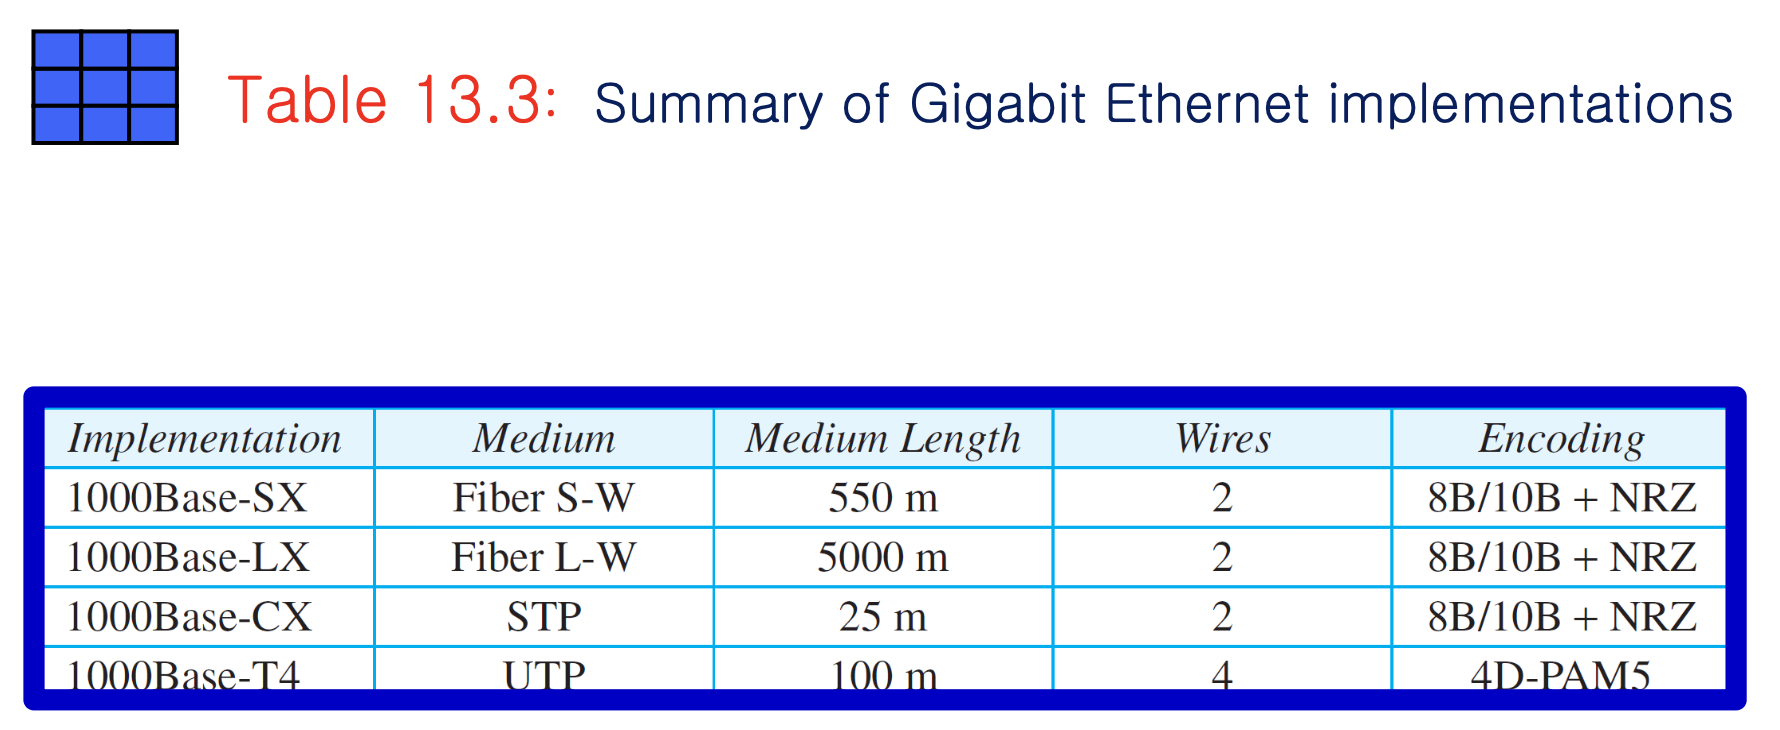 Table 13.3: Summary of Gigabit Ethernet implementations
Implementation Medium Medium Length Wires Encoding
1000Base-SX Fiber S-W 550 m 2 8B/10B + NRZ
1000Base-LX Fiber L-W 5000 m 2 8B/10B + NRZ
1000Base-CX STP 25 m 2 8B/10B + NRZ
1000Base-T4 UTP 100 m 4 4D-PAM5